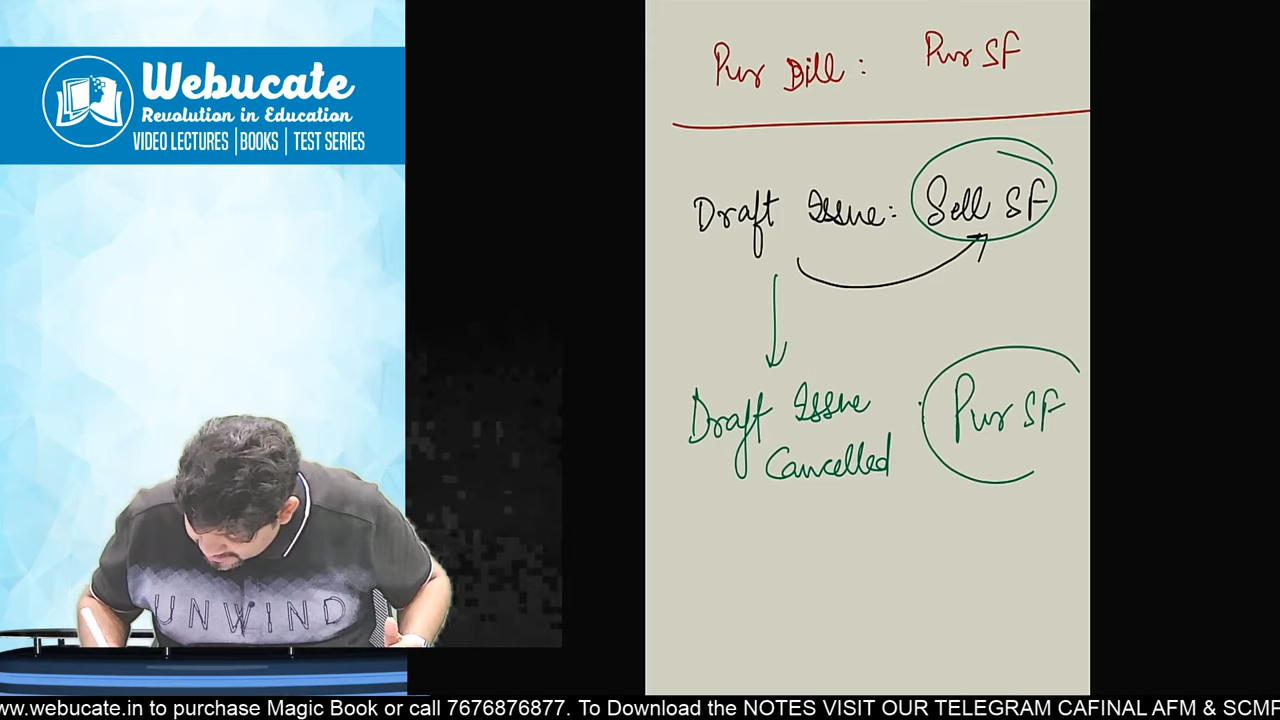 Webucate
Revolution in Education
VIDEO LECTURES | BOOKS | TEST SERIES
Pur Bill : Pur SF
Draft Issue: Sell SF
Draft Issue Pur SF
Cancelled
UNWIND
ww.webucate.in to purchase Magic Book or call 7676876877. To Download the NOTES VISIT OUR TELEGRAM CAFINAL AFM & SCMP